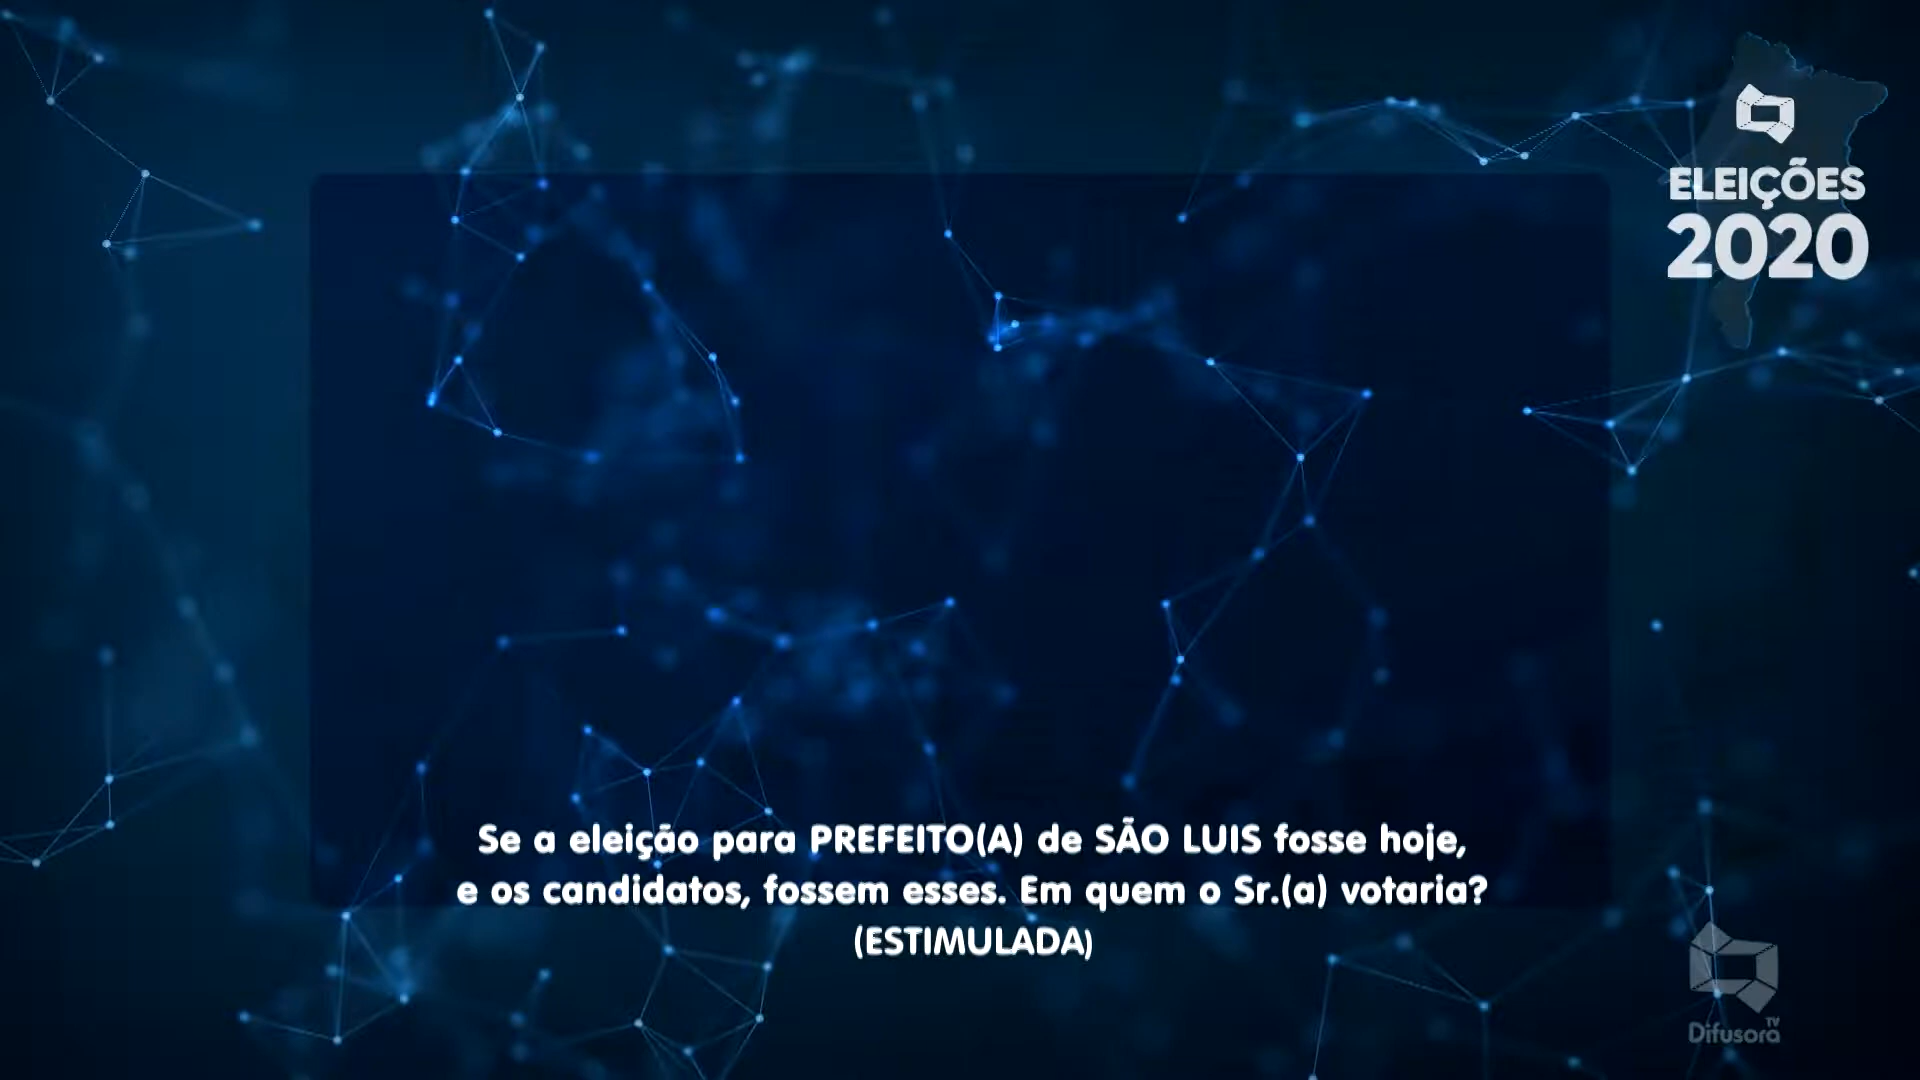 ELEIÇÕES
2020
Se a eleição para PREFEITO(A) de SÃO LUIS fosse hoje,
e os candidatos, fossem esses. Em quem o Sr.(a) votaria?
(ESTIMULADA)
TV
Difusora